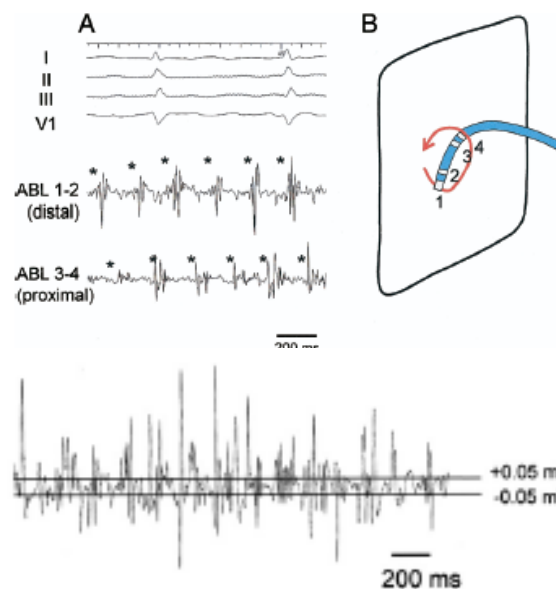 A
B
I
II
III
V1
* * * * * *
ABL 1-2
(distal)
* * * * * *
ABL 3-4
(proximal)
4
3
2
1
+0.05 m
-0.05 m
200 ms